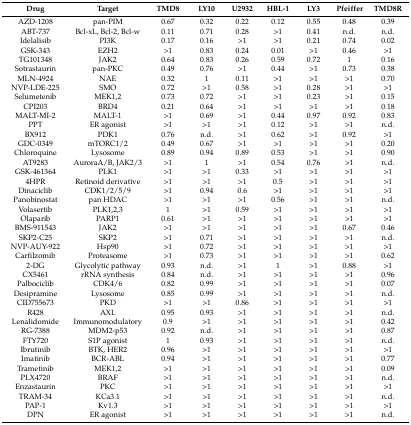 Drug Target TMD8 LY10 U2932 HBL-1 LY3 Pfeiffer TMD8R
AZD-1208 pan-PIM 0.67 0.32 0.22 0.12 0.55 0.48 0.39
ABT-737 Bcl-xL, Bcl-2, Bcl-w 0.11 0.71 0.28 >1 0.41 n.d. n.d.
Idelalisib PI3K 0.17 0.16 >1 >1 0.21 0.74 0.02
GSK-343 EZH2 >1 0.83 0.24 0.01 >1 0.46 >1
TG101348 JAK2 0.64 0.83 0.26 0.59 0.72 1 0.16
Sotrastaurin pan-PKC 0.49 0.76 >1 0.44 >1 0.73 0.38
MLN-4924 NAE 0.32 1 0.11 >1 >1 >1 0.70
NVP-LDE-225 SMO 0.72 >1 0.58 >1 0.28 >1 >1
Selumetenib MEK1,2 0.73 0.72 >1 >1 0.23 >1 0.15
CPI203 BRD4 0.21 0.64 >1 >1 >1 >1 0.18
MALT-MI-2 MALT-1 >1 0.69 >1 0.44 0.97 0.92 0.83
PPT ER agonist >1 >1 >1 0.12 >1 >1 n.d.
BX912 PDK1 0.76 n.d. >1 0.62 >1 0.92 >1
GDC-0349 mTORC1/2 0.49 0.67 >1 >1 >1 >1 0.20
Chloroquine Lysosome 0.89 0.94 0.89 0.53 >1 >1 0.90
AT9283 AuroraA/B, JAK2/3 >1 1 >1 0.54 0.76 >1 n.d.
GSK-461364 PLK1 >1 >1 0.33 >1 >1 >1 >1
4HPR Retinoid derivative >1 >1 >1 0.5 >1 >1 >1
Dinaciclib CDK1/2/5/9 >1 0.94 0.6 >1 >1 >1 >1
Panobinostat pan HDAC >1 >1 >1 0.56 >1 >1 n.d.
Volasertib PLK1,2,3 1 >1 0.59 >1 >1 >1 >1
Olaparib PARP1 0.61 >1 >1 >1 >1 >1 >1
BMS-911543 JAK2 >1 >1 >1 >1 >1 0.67 0.46
SKP2-C25 SKP2 >1 0.71 >1 >1 >1 >1 n.d.
NVP-AUY-922 Hsp90 >1 0.72 >1 >1 >1 >1 >1
Carfilzomib Proteasome >1 0.73 >1 >1 >1 >1 0.62
2-DG Glycolytic pathway 0.93 n.d. >1 1 >1 0.88 >1
CX5461 rRNA synthesis 0.84 n.d. >1 >1 >1 >1 0.96
Palbociclib CDK4/6 0.82 0.99 >1 >1 >1 >1 0.07
Desipramine Lysosome 0.85 0.99 >1 >1 >1 >1 n.d.
CID755673 PKD >1 >1 0.86 >1 >1 >1 >1
R428 AXL 0.95 0.93 >1 >1 >1 >1 n.d.
Lenalidomide Immunomodulatory 0.9 >1 >1 >1 >1 >1 0.42
RG-7388 MDM2-p53 0.92 n.d. >1 >1 >1 >1 0.87
FTY720 S1P agonist 1 0.93 >1 >1 >1 >1 n.d.
Ibrutinib BTK, HER2 0.96 >1 >1 >1 >1 >1 >1
Imatinib BCR-ABL 0.94 >1 >1 >1 >1 >1 0.77
Trametinib MEK1,2 >1 >1 >1 >1 >1 >1 0.09
PLX4720 BRAF >1 >1 >1 >1 >1 >1 n.d.
Enzastaurin PKC >1 >1 >1 >1 >1 >1 >1
TRAM-34 KCa3.1 >1 >1 >1 >1 >1 >1 n.d.
PAP-1 Kv1.3 >1 >1 >1 >1 >1 >1 >1
DPN ER agonist >1 >1 >1 >1 >1 >1 n.d.